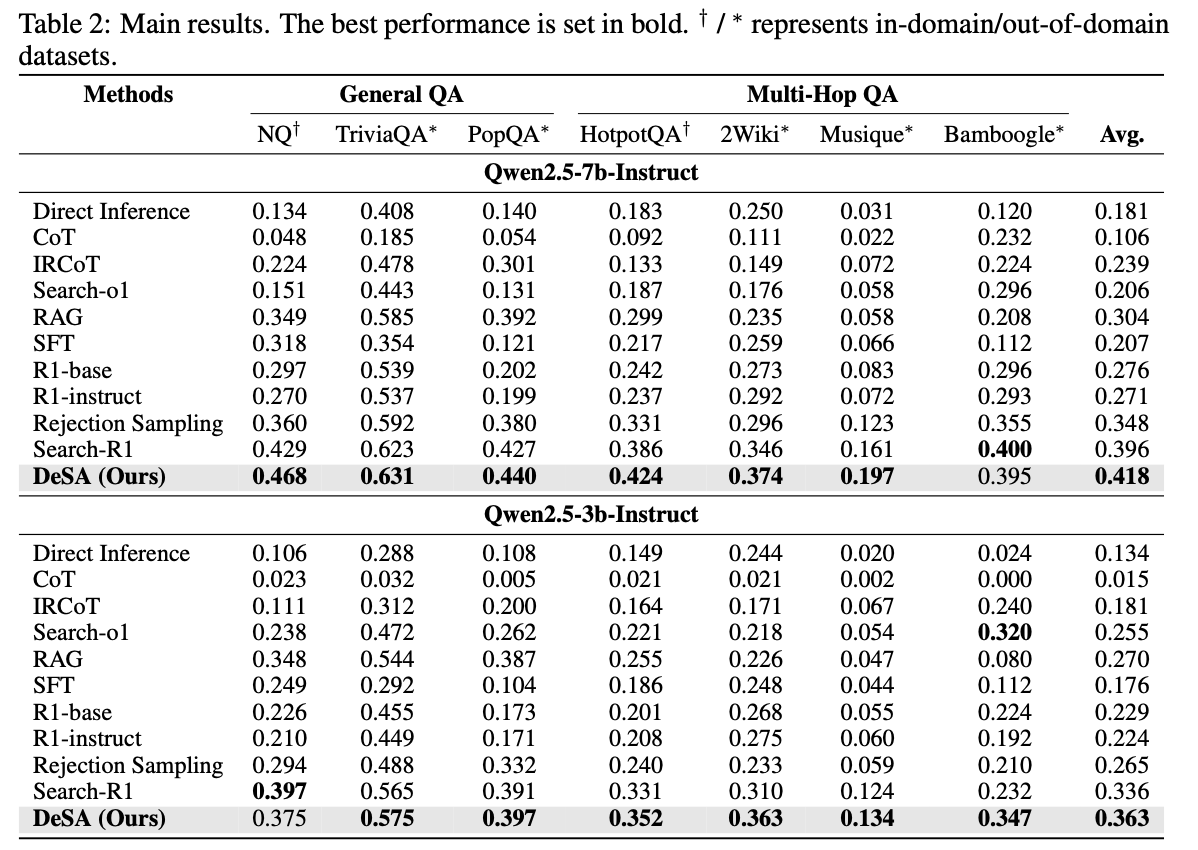 Table 2: Main results. The best performance is set in bold. † / * represents in-domain/out-of-domain
datasets.
Methods General QA Multi-Hop QA
NQ† TriviaQA* PopQA* HotpotQA† 2Wiki* Musique* Bamboogle* Avg.
Qwen2.5-7b-Instruct
Direct Inference 0.134 0.408 0.140 0.183 0.250 0.031 0.120 0.181
CoT 0.048 0.185 0.054 0.092 0.111 0.022 0.232 0.106
IRCoT 0.224 0.478 0.301 0.133 0.149 0.072 0.224 0.239
Search-o1 0.151 0.443 0.131 0.187 0.176 0.058 0.296 0.206
RAG 0.349 0.585 0.392 0.299 0.235 0.058 0.208 0.304
SFT 0.318 0.354 0.121 0.217 0.259 0.066 0.112 0.207
R1-base 0.297 0.539 0.202 0.242 0.273 0.083 0.296 0.276
R1-instruct 0.270 0.537 0.199 0.237 0.292 0.072 0.293 0.271
Rejection Sampling 0.360 0.592 0.380 0.331 0.296 0.123 0.355 0.348
Search-R1 0.429 0.623 0.427 0.386 0.346 0.161 0.400 0.396
DeSA (Ours) 0.468 0.631 0.440 0.424 0.374 0.197 0.395 0.418
Qwen2.5-3b-Instruct
Direct Inference 0.106 0.288 0.108 0.149 0.244 0.020 0.024 0.134
CoT 0.023 0.032 0.005 0.021 0.021 0.002 0.000 0.015
IRCoT 0.111 0.312 0.200 0.164 0.171 0.067 0.240 0.181
Search-o1 0.238 0.472 0.262 0.221 0.218 0.054 0.320 0.255
RAG 0.348 0.544 0.387 0.255 0.226 0.047 0.080 0.270
SFT 0.249 0.292 0.104 0.186 0.248 0.044 0.112 0.176
R1-base 0.226 0.455 0.173 0.201 0.268 0.055 0.224 0.229
R1-instruct 0.210 0.449 0.171 0.208 0.275 0.060 0.192 0.224
Rejection Sampling 0.294 0.488 0.332 0.240 0.233 0.059 0.210 0.265
Search-R1 0.397 0.565 0.391 0.331 0.310 0.124 0.232 0.336
DeSA (Ours) 0.375 0.575 0.397 0.352 0.363 0.134 0.347 0.363